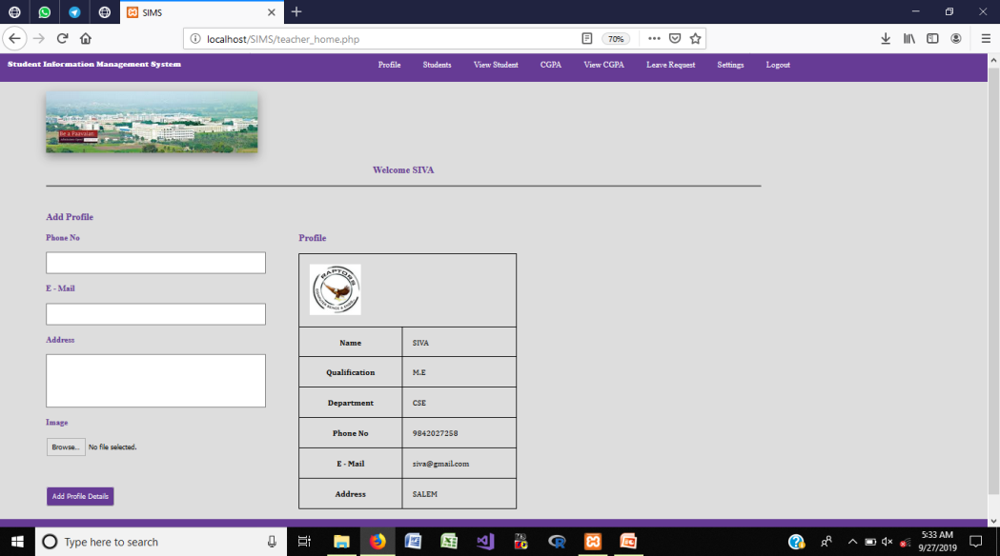 SIMS
localhost/SIMS/teacher_home.php
70%
Student Information Management System
Profile Students View Student CGPA View CGPA Leave Request Settings Logout
Be a Paavaian
Welcome SIVA
Add Profile
Phone No
E - Mail
Address
Image
Browse... No file selected.
Add Profile Details
Profile
RAPTORS
Name SIVA
Qualification M.E
Department CSE
Phone No 9842027258
E - Mail siva@gmail.com
Address SALEM
Type here to search
5:33 AM
9/27/2019